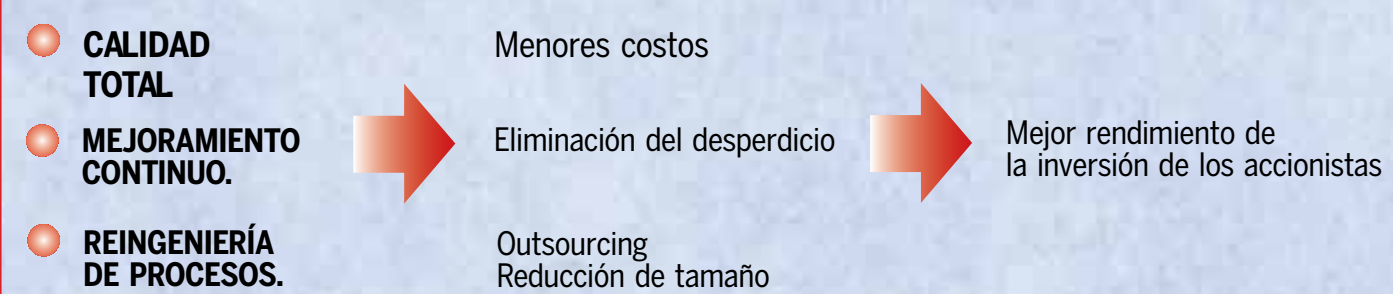 CALIDAD
TOTAL
MEJORAMIENTO
CONTINUO.
REINGENIERÍA
DE PROCESOS.
Menores costos
Eliminación del desperdicio
Outsourcing
Reducción de tamaño
Mejor rendimiento de
la inversión de los accionistas